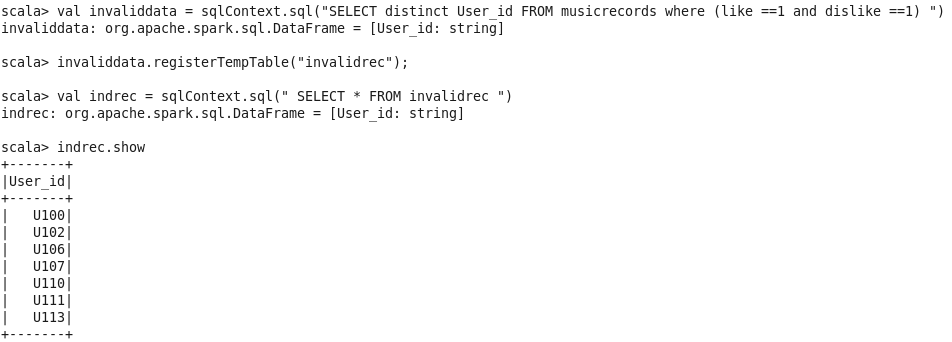 scala> val invaliddata = sqlContext.sql("SELECT distinct User_id FROM musicrecords where (like ==1 and dislike ==1) ")
invaliddata: org.apache.spark.sql.DataFrame = [User_id: string]
scala> invaliddata.registerTempTable("invalidrec");
scala> val indrec = sqlContext.sql(" SELECT * FROM invalidrec ")
indrec: org.apache.spark.sql.DataFrame = [User_id: string]
scala> indrec.show
+-------+
|User_id|
+-------+
|   U100|
|   U102|
|   U106|
|   U107|
|   U110|
|   U111|
|   U113|
+-------+